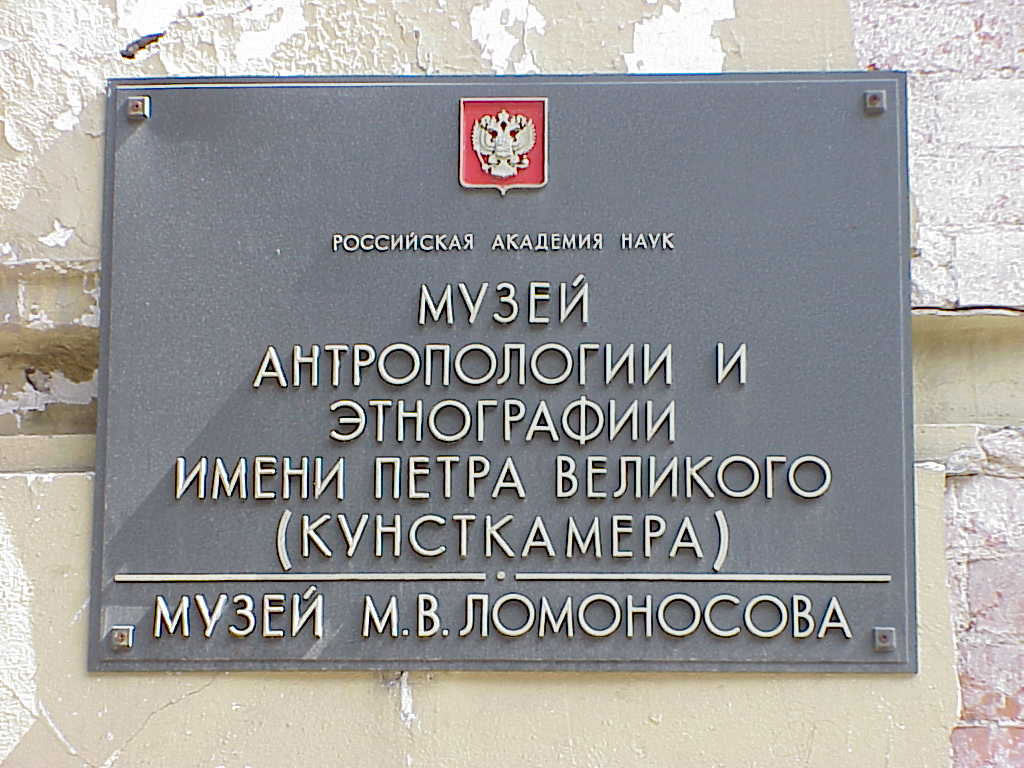 РОССИЙСКАЯ АКАДЕМИЯ НАУК
МУЗЕЙ
АНТРОПОЛОГИИ И
ЭТНОГРАФИИ
ИМЕНИ ПЕТРА ВЕЛИКОГО
(КУНСТКАМЕРА)
МУЗЕЙ М.В. ЛОМОНОСОВА